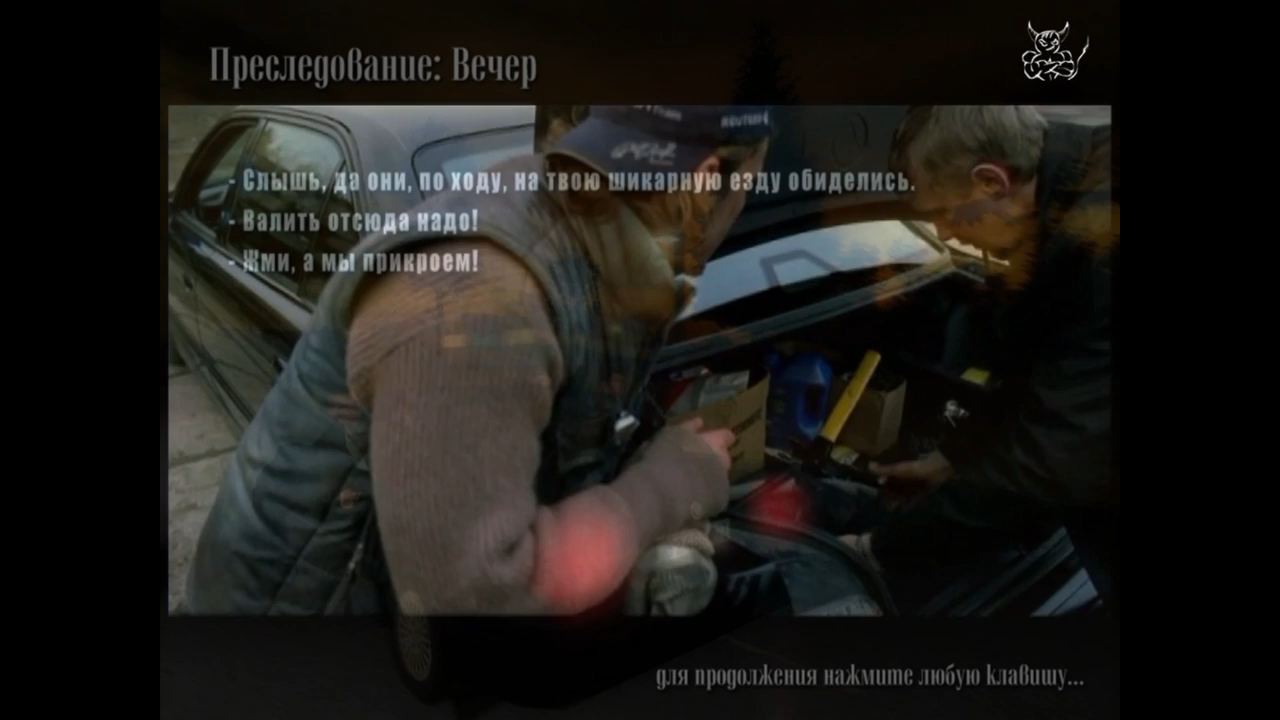 Преследование: Вечер
- Слышь, да они, по ходу, на твою шикарную езду обиделись.
- Валить отсюда надо!
- Жми, а мы прикроем!
для продолжения нажмите любую клавишу...